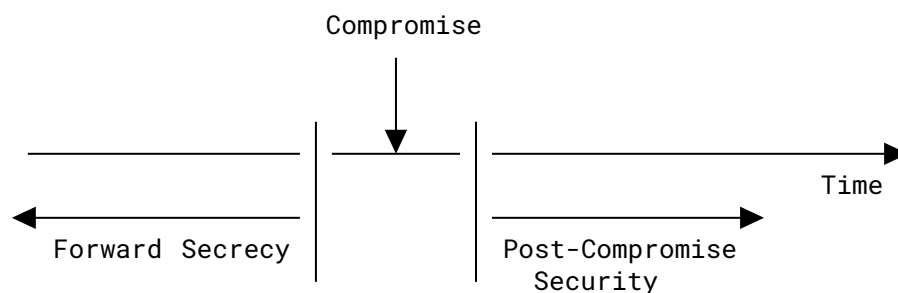 Compromise
Time
Forward Secrecy
Post-Compromise
Security